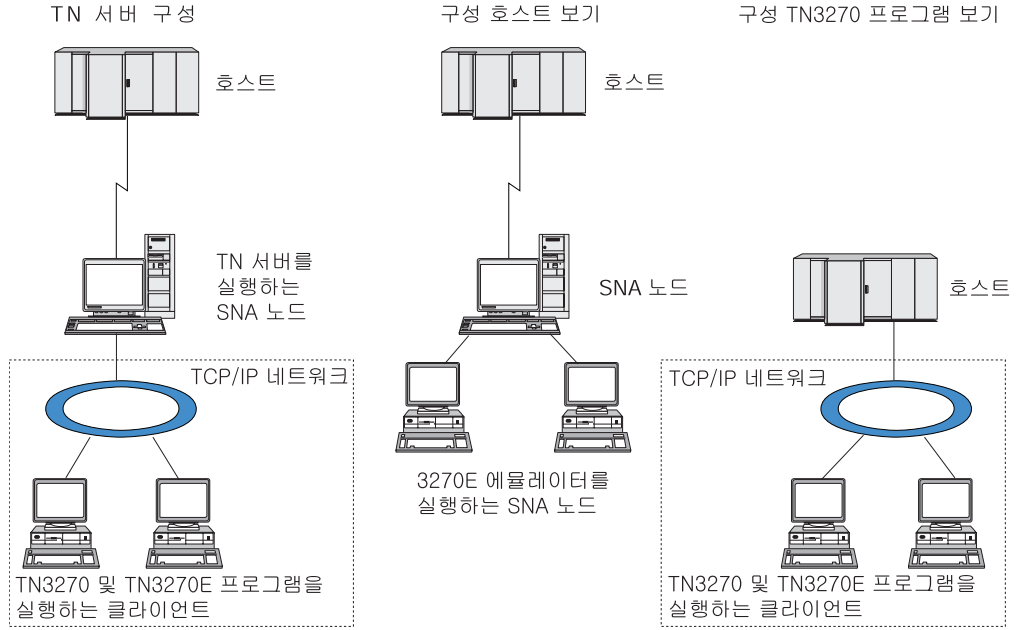 TN 서버 구성
호스트
TN 서버를
실행하는
SNA 노드
TCP/IP 네트워크
TN3270 및 TN3270E 프로그램을
실행하는 클라이언트
구성 호스트 보기
호스트
SNA 노드
3270E 에뮬레이터를
실행하는 SNA 노드
구성 TN3270 프로그램 보기
호스트
TCP/IP 네트워크
TN3270 및 TN3270E 프로그램을
실행하는 클라이언트